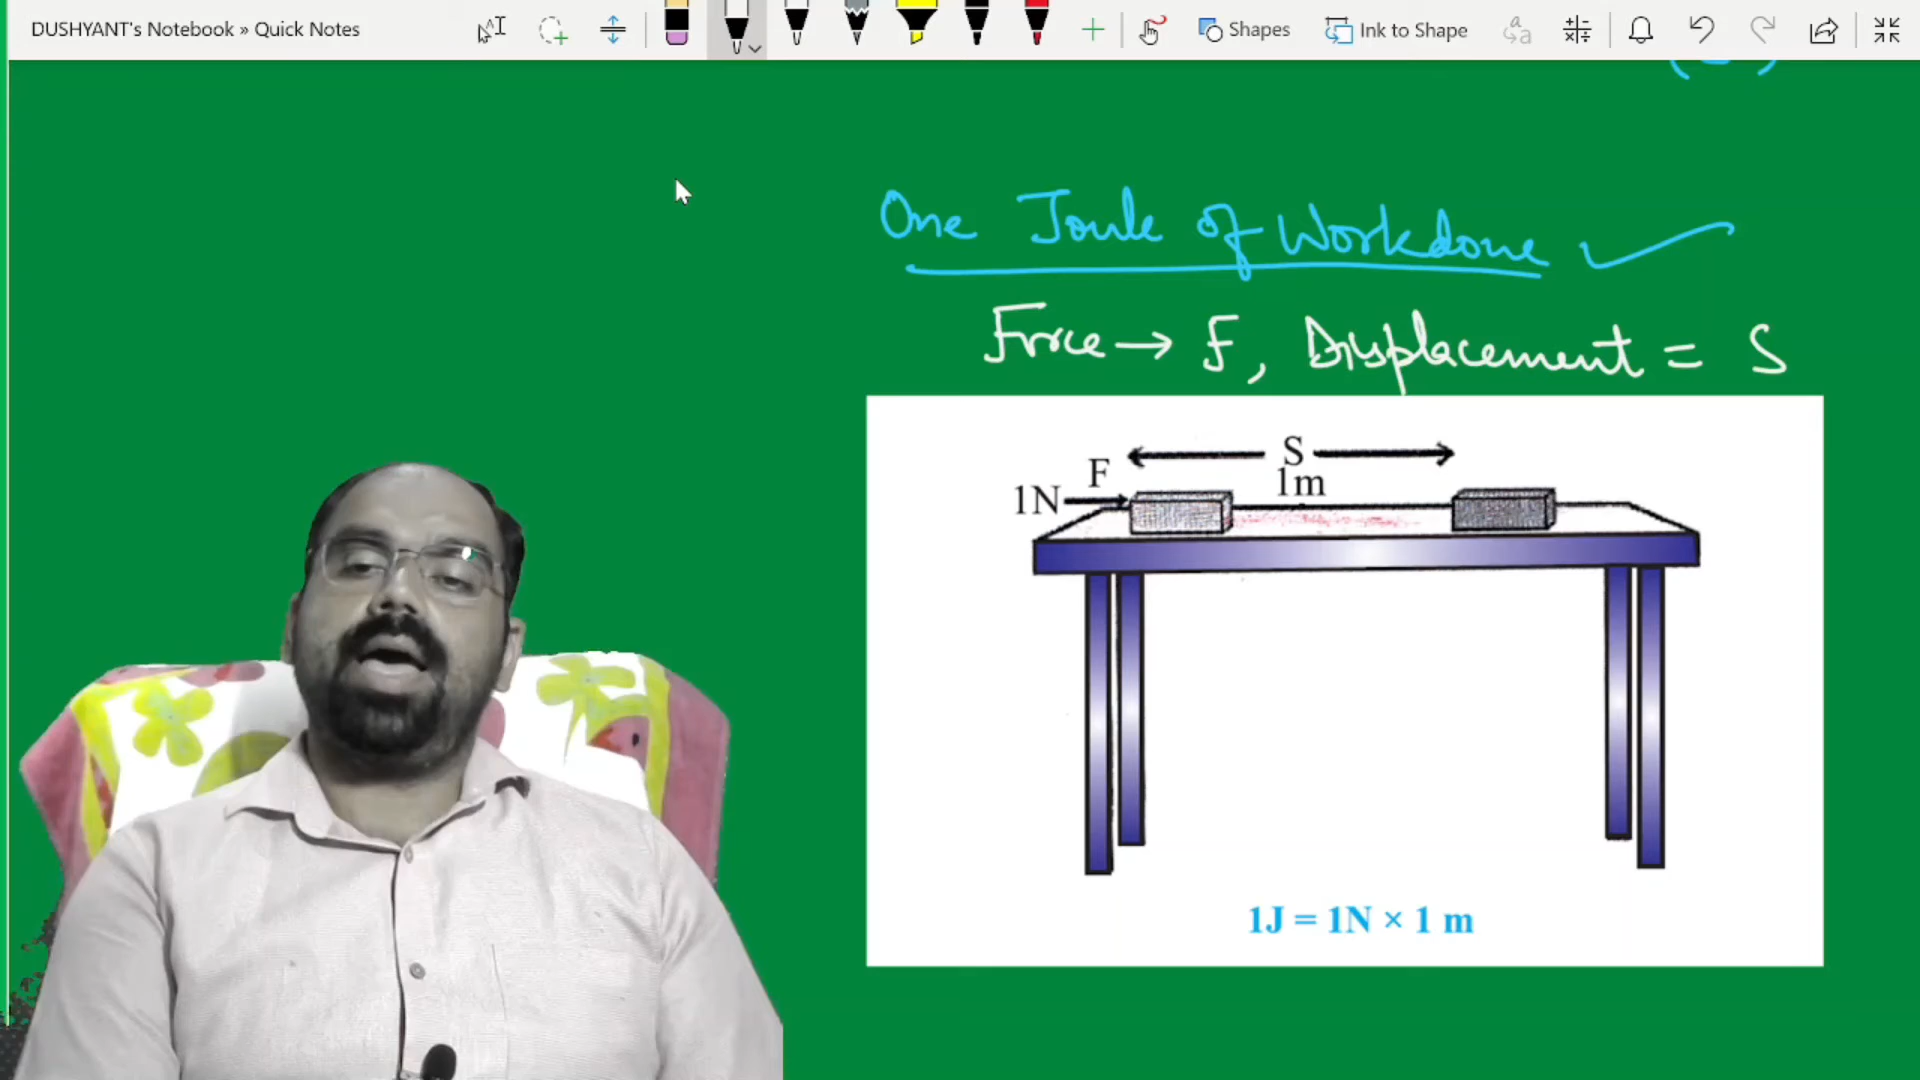 DUSHYANT's Notebook » Quick Notes
Shapes
Ink to Shape
One Joule of Workdone
Force → F, Displacement = S
S
F
1m
1N
1J = 1N × 1 m